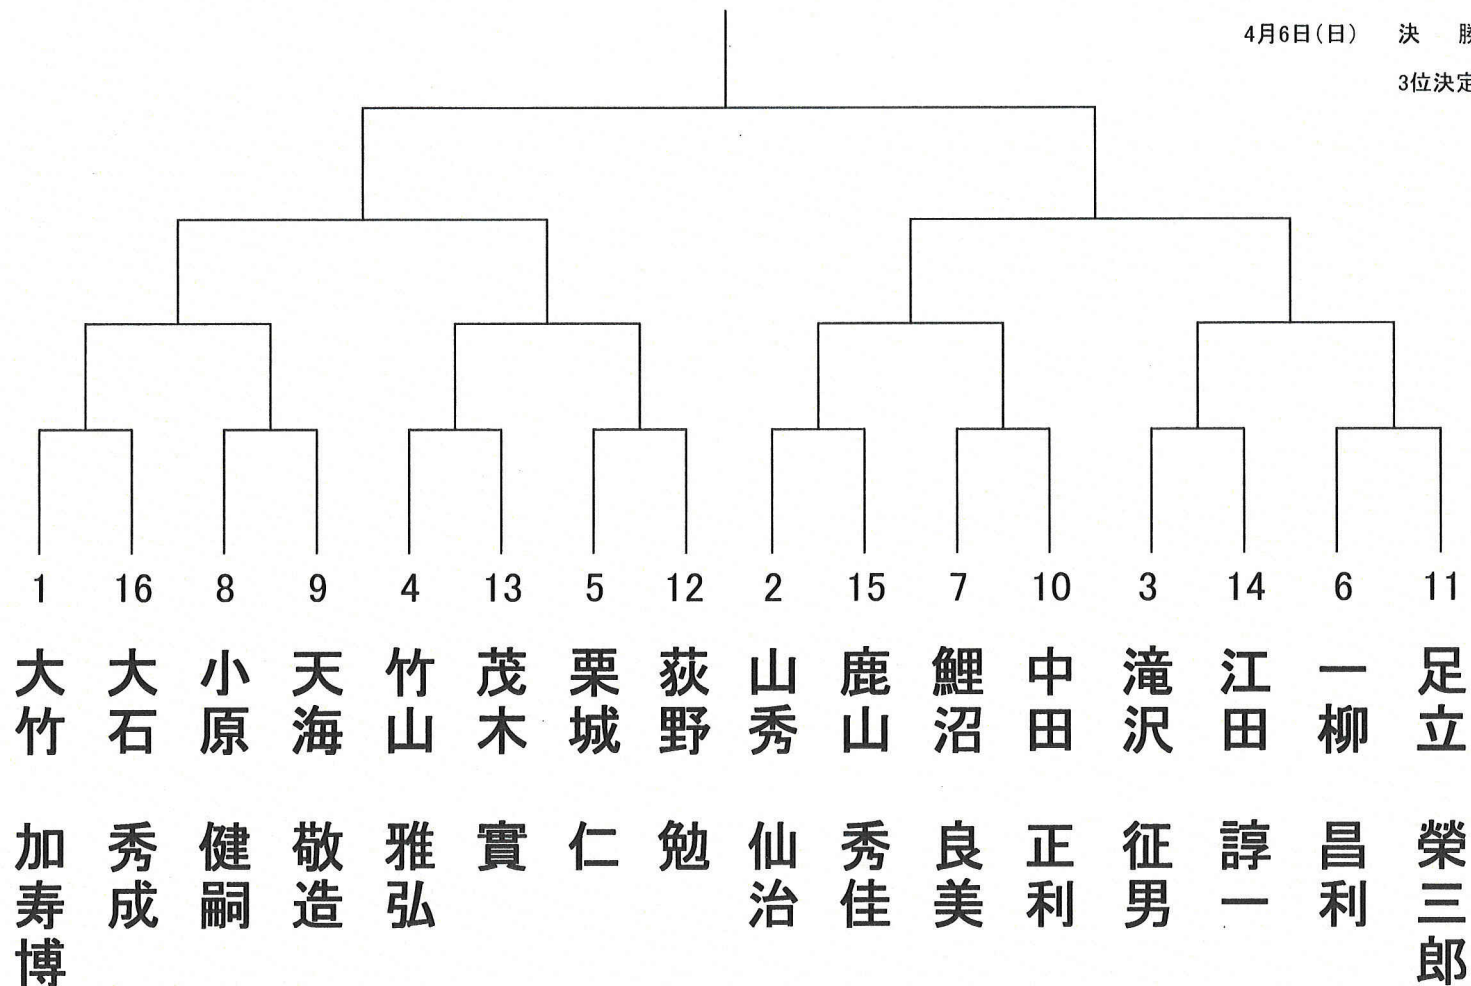 4月6日(日) 決 勝
3位決定
1 16 8 9 4 13 5 12 2 15 7 10 3 14 6 11
大竹 加寿博
大石 秀成
小原 健嗣
天海 敬造
竹山 雅弘
茂木 實
栗城 仁
荻野 勉
山秀 仙治
鹿山 秀佳
鯉沼 良美
中田 正利
滝沢 征男
江田 諄一
一柳 昌利
足立 榮三郎